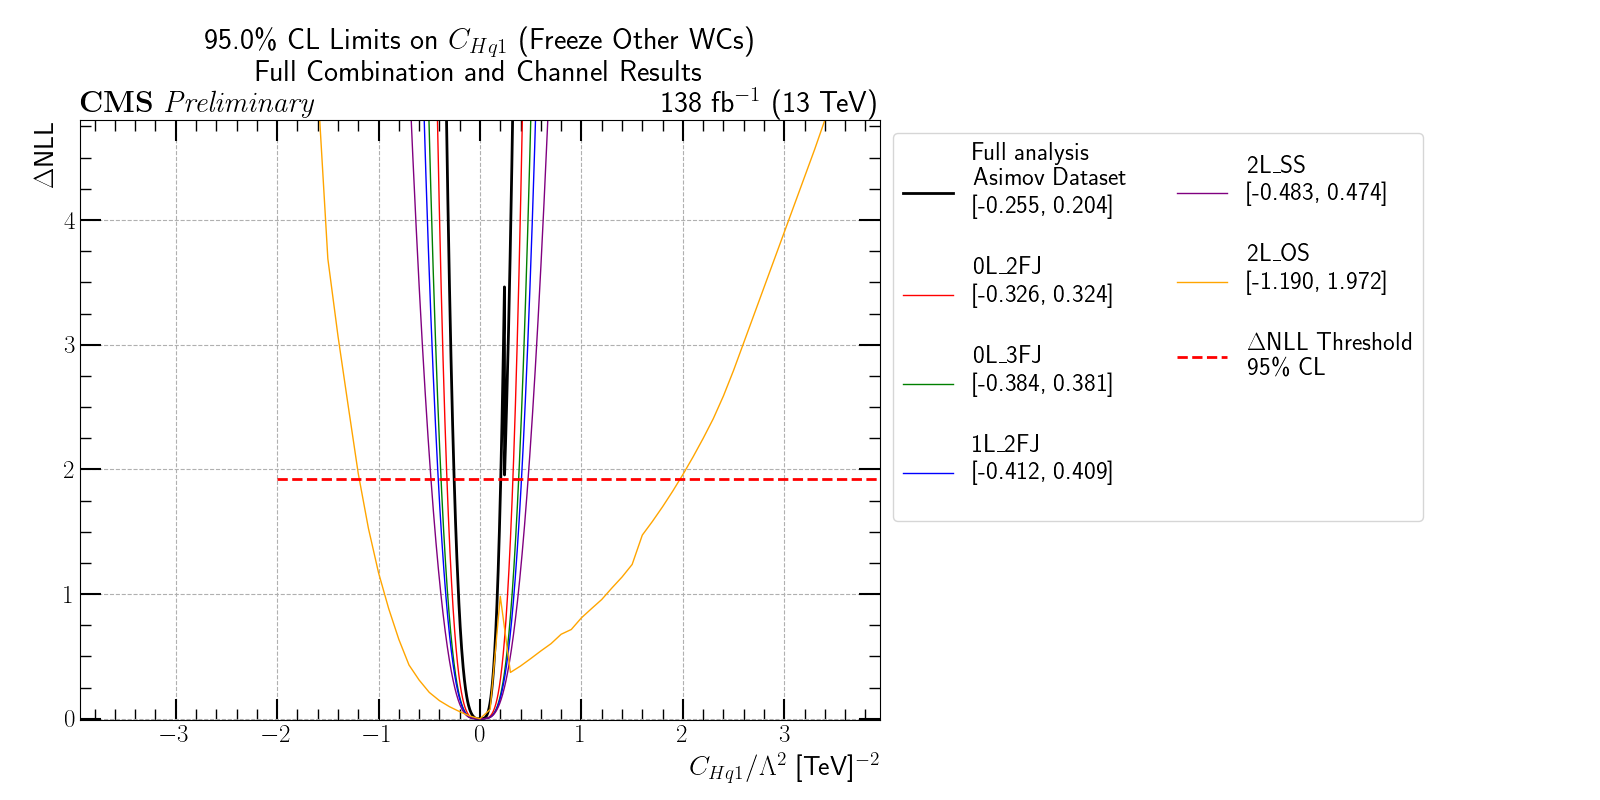 95.0% CL Limits on C_{Hq1} (Freeze Other WCs)
Full Combination and Channel Results
CMS Preliminary
138 fb⁻¹ (13 TeV)
ΔNLL
4
3
2
1
0
−3
−2
−1
0
1
2
3
C_{Hq1}/Λ² [TeV]⁻²
Full analysis
Asimov Dataset
[-0.255, 0.204]
0L_2FJ
[-0.326, 0.324]
0L_3FJ
[-0.384, 0.381]
1L_2FJ
[-0.412, 0.409]
2L_SS
[-0.483, 0.474]
2L_OS
[-1.190, 1.972]
ΔNLL Threshold
95% CL